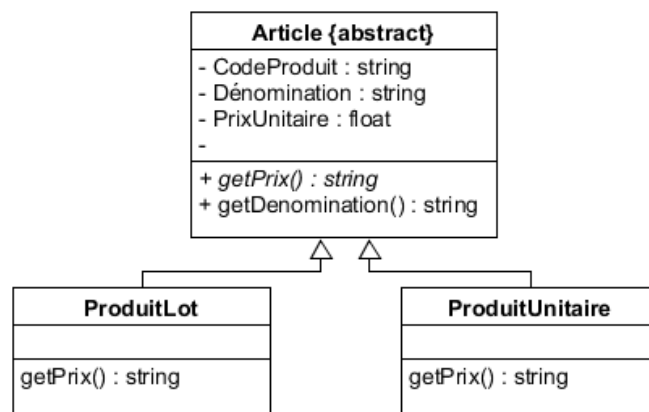 Article {abstract}
- CodeProduit : string
- Dénomination : string
- PrixUnitaire : float
-
+ getPrix() : string
+ getDenomination() : string
ProduitLot
getPrix() : string
ProduitUnitaire
getPrix() : string